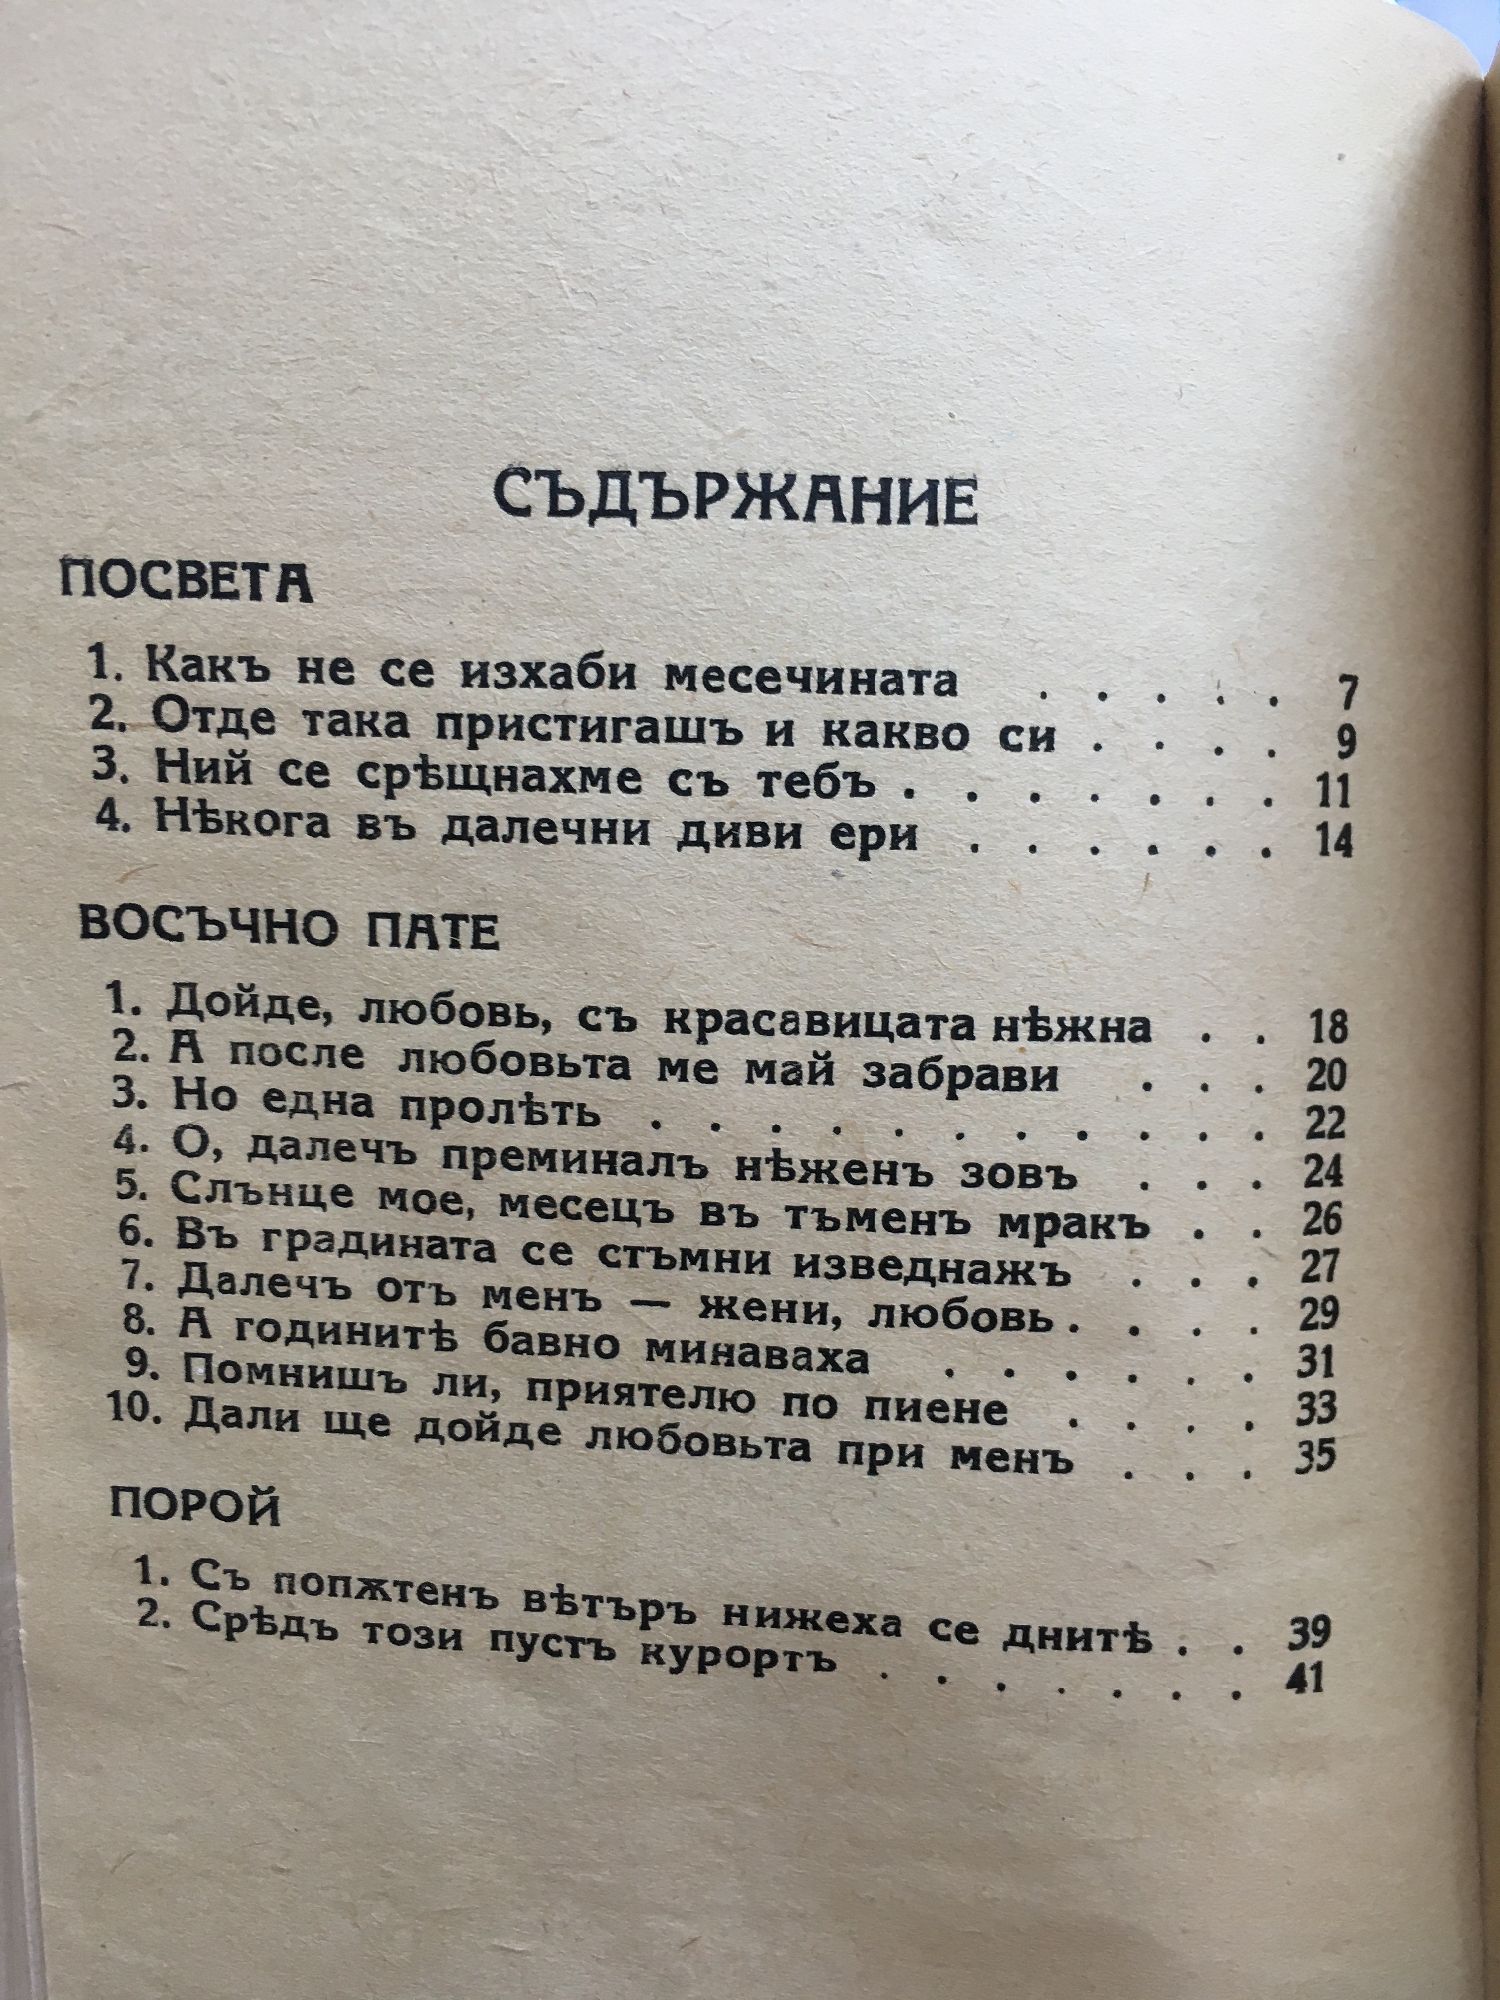 СЪДЪРЖАНИЕ
ПОСВЕТА
1. Какъ не се изхаби месечината . . . . . 7
2. Отде така пристигашъ и какво си . . . . 9
3. Ний се срѣщнахме съ тебъ . . . . . . . 11
4. Нѣкога въ далечни диви ери . . . . . . 14
ВОСЪЧНО ПАТЕ
1. Дойде, любовь, съ красавицата нѣжна . . 18
2. А после любовьта ме май забрави . . . 20
3. Но една пролѣть . . . . . . . . . . . 22
4. О, далечъ преминалъ нѣженъ зовъ . . . 24
5. Слънце мое, месецъ въ тъменъ мракъ . . 26
6. Въ градината се стъмни изведнажъ . . . 27
7. Далечъ отъ менъ — жени, любовь . . . . 29
8. А годинитѣ бавно минаваха . . . . . . 31
9. Помнишъ ли, приятелю по пиене . . . . 33
10. Дали ще дойде любовьта при менъ . . . 35
ПОРОЙ
1. Съ попѫтенъ вѣтъръ нижеха се днитѣ . . 39
2. Срѣдъ този пустъ курортъ . . . . . . . 41